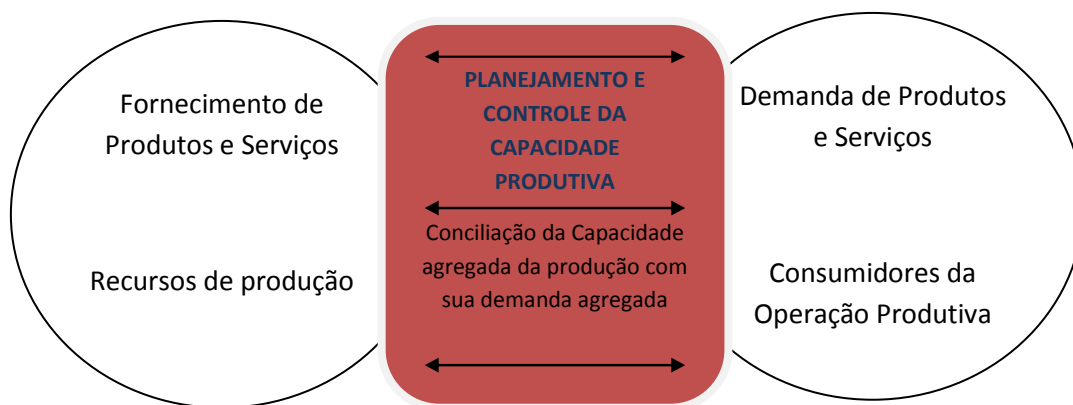 Fornecimento de
Produtos e Serviços
Recursos de produção
PLANEJAMENTO E
CONTROLE DA
CAPACIDADE
PRODUTIVA
Conciliação da Capacidade
agregada da produção com
sua demanda agregada
Demanda de Produtos
e Serviços
Consumidores da
Operação Produtiva